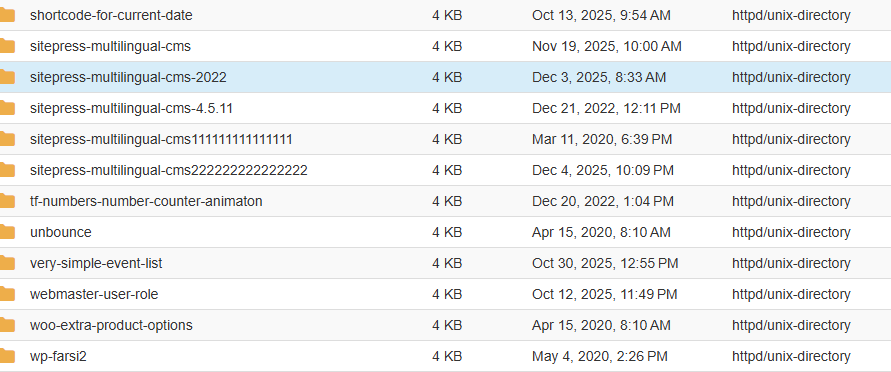 shortcode-for-current-date 4 KB Oct 13, 2025, 9:54 AM httpd/unix-directory
sitepress-multilingual-cms 4 KB Nov 19, 2025, 10:00 AM httpd/unix-directory
sitepress-multilingual-cms-2022 4 KB Dec 3, 2025, 8:33 AM httpd/unix-directory
sitepress-multilingual-cms-4.5.11 4 KB Dec 21, 2022, 12:11 PM httpd/unix-directory
sitepress-multilingual-cms111111111111111 4 KB Mar 11, 2020, 6:39 PM httpd/unix-directory
sitepress-multilingual-cms222222222222222 4 KB Dec 4, 2025, 10:09 PM httpd/unix-directory
tf-numbers-number-counter-animaton 4 KB Dec 20, 2022, 1:04 PM httpd/unix-directory
unbounce 4 KB Apr 15, 2020, 8:10 AM httpd/unix-directory
very-simple-event-list 4 KB Oct 30, 2025, 12:55 PM httpd/unix-directory
webmaster-user-role 4 KB Oct 12, 2025, 11:49 PM httpd/unix-directory
woo-extra-product-options 4 KB Apr 15, 2020, 8:10 AM httpd/unix-directory
wp-farsi2 4 KB May 4, 2020, 2:26 PM httpd/unix-directory